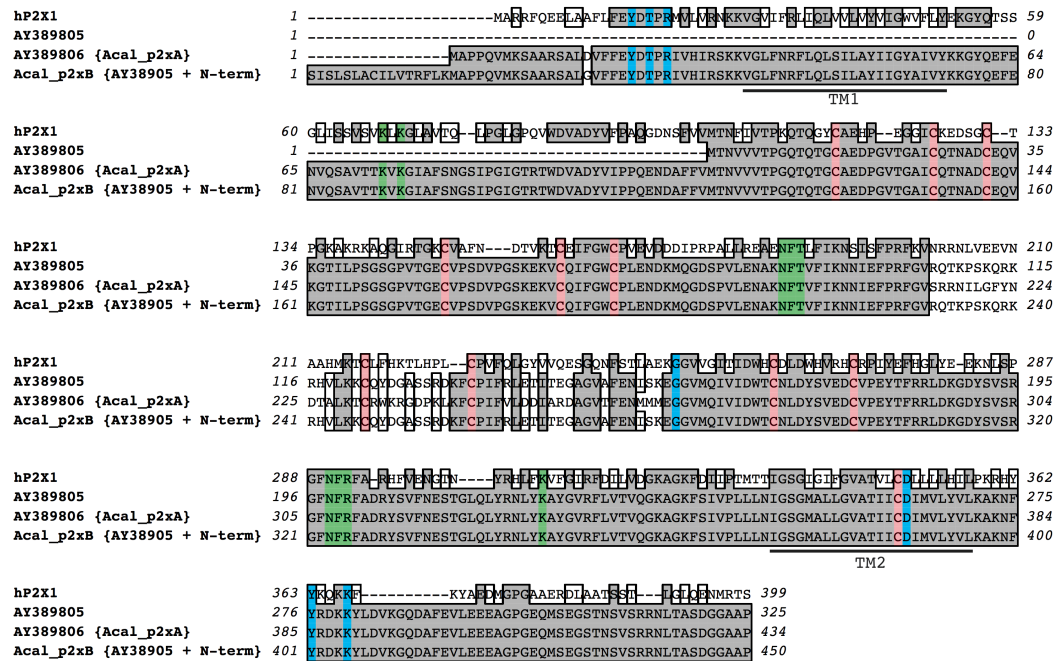 hP2X1 1 ---------------------MARRFQEELAAFLFEYDTPRMVLVRNKKVGVIFRLIQLVVLVYVIGWVFLYEKGYQTSS 59
AY389805 1 -------------------------------------------------------------------------------- 0
AY389806 {Acal_p2xA} 1 ----------------MAPPQVMKSAARSALDVFFEYDTPRIVHIRSKKVGLFNRFLQLSILAYIIGYAIVYKKGYQEFE 64
Acal_p2xB {AY38905 + N-term} 1 SISLSLACILVTRFLKMAPPQVMKSAARSALGVFFEYDTPRIVHIRSKKVGLFNRFLQLSILAYIIGYAIVYKKGYQEFE 80
TM1
hP2X1 60 GLISSVSVKLKGLAVTQ--LPGLGPQVWDVADYVFPAQGDNSFVVMTNFIVTPKQTQGYCAEHP--EGGICKEDSGC--T 133
AY389805 1 ---------------------------------------------MTNVVVTPGQTQTGCAEDPGVTGAICQTNADCEQV 35
AY389806 {Acal_p2xA} 65 NVQSAVTTKVKGIAFSNGSIPGIGTRTWDVADYVIPPQENDAFFVMTNVVVTPGQTQTGCAEDPGVTGAICQTNADCEQV 144
Acal_p2xB {AY38905 + N-term} 81 NVQSAVTTKVKGIAFSNGSIPGIGTRTWDVADYVIPPQENDAFFVMTNVVVTPGQTQTGCAEDPGVTGAICQTNADCEQV 160
hP2X1 134 PGKAKRKAQGIRTGKCVAFN---DTVKTCEIFGWCPVEVDDDIPRPALLREAENFTLFIKNSISFPRFKVNRRNLVEEVN 210
AY389805 36 KGTILPSGSGPVTGECVPSDVPGSKEKVCQIFGWCPLENDKMQGDSPVLENAKNFTVFIKNNIEFPRFGVRQTKPSKQRK 115
AY389806 {Acal_p2xA} 145 KGTILPSGSGPVTGECVPSDVPGSKEKVCQIFGWCPLENDKMQGDSPVLENAKNFTVFIKNNIEFPRFGVSRRNILGFYN 224
Acal_p2xB {AY38905 + N-term} 161 KGTILPSGSGPVTGECVPSDVPGSKEKVCQIFGWCPLENDKMQGDSPVLENAKNFTVFIKNNIEFPRFGVRQTKPSKQRK 240
hP2X1 211 AAHMKTCLFHKTLHPL--CPVFQLGYVVQESGQNFSTLAEKGGVVGITIDWHCDLDWHVRHCRPIYEFHGLYE-EKNLSP 287
AY389805 116 RHVLKKCQYDGASSRDKFCPIFRLETITEGAGVAFENISKEGGVMQIVIDWTCNLDYSVEDCVPEYTFRRLDKGDYSVSR 195
AY389806 {Acal_p2xA} 225 DTALKTCRWKRGDPKLKFCPIFVLDDIARDAGVTFENMMMEGGVMQIVIDWTCNLDYSVEDCVPEYTFRRLDKGDYSVSR 304
Acal_p2xB {AY38905 + N-term} 241 RHVLKKCQYDGASSRDKFCPIFRLETITEGAGVAFENISKEGGVMQIVIDWTCNLDYSVEDCVPEYTFRRLDKGDYSVSR 320
hP2X1 288 GFNFRFA-RHFVENGTN----YRHLFKVFGIRFDILVDGKAGKFDIIPTMTTIGSGIGIFGVATVLCDLLLLHILPKRHY 362
AY389805 196 GFNFRFADRYSVFNESTGLQLYRNLYKAYGVRFLVTVQGKAGKFSIVPLLLNIGSGMALLGVATIICDIMVLYVLKAKNF 275
AY389806 {Acal_p2xA} 305 GFNFRFADRYSVFNESTGLQLYRNLYKAYGVRFLVTVQGKAGKFSIVPLLLNIGSGMALLGVATIICDIMVLYVLKAKNF 384
Acal_p2xB {AY38905 + N-term} 321 GFNFRFADRYSVFNESTGLQLYRNLYKAYGVRFLVTVQGKAGKFSIVPLLLNIGSGMALLGVATIICDIMVLYVLKAKNF 400
TM2
hP2X1 363 YKQKKF----------KYAEDMGPGAAERDLAATSST---LGLQENMRTS 399
AY389805 276 YRDKKYLDVKGQDAFEVLEEEAGPGEQMSEGSTNSVSRRNLTASDGGAAP 325
AY389806 {Acal_p2xA} 385 YRDKKYLDVKGQDAFEVLEEEAGPGEQMSEGSTNSVSRRNLTASDGGAAP 434
Acal_p2xB {AY38905 + N-term} 401 YRDKKYLDVKGQDAFEVLEEEAGPGEQMSEGSTNSVSRRNLTASDGGAAP 450